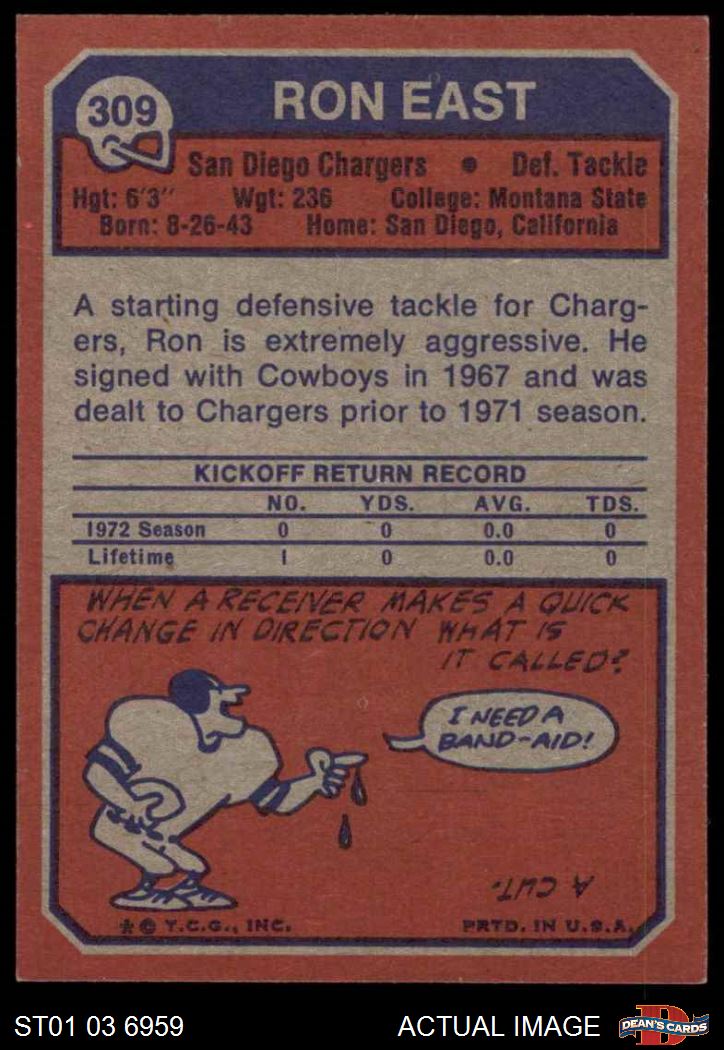 309
RON EAST
San Diego Chargers • Def. Tackle
Hgt: 6'3" Wgt: 236 College: Montana State
Born: 8-26-43 Home: San Diego, California
A starting defensive tackle for Charg-
ers, Ron is extremely aggressive. He
signed with Cowboys in 1967 and was
dealt to Chargers prior to 1971 season.
KICKOFF RETURN RECORD
NO. YDS. AVG. TDS.
1972 Season 0 0 0.0 0
Lifetime 1 0 0.0 0
WHEN A RECEIVER MAKES A QUICK
CHANGE IN DIRECTION WHAT IS
IT CALLED?
I NEED A
BAND-AID!
A CUT.
* © T.C.G., INC. PRTD. IN U.S.A.
ST01 03 6959 ACTUAL IMAGE
D
DEAN'S CARDS